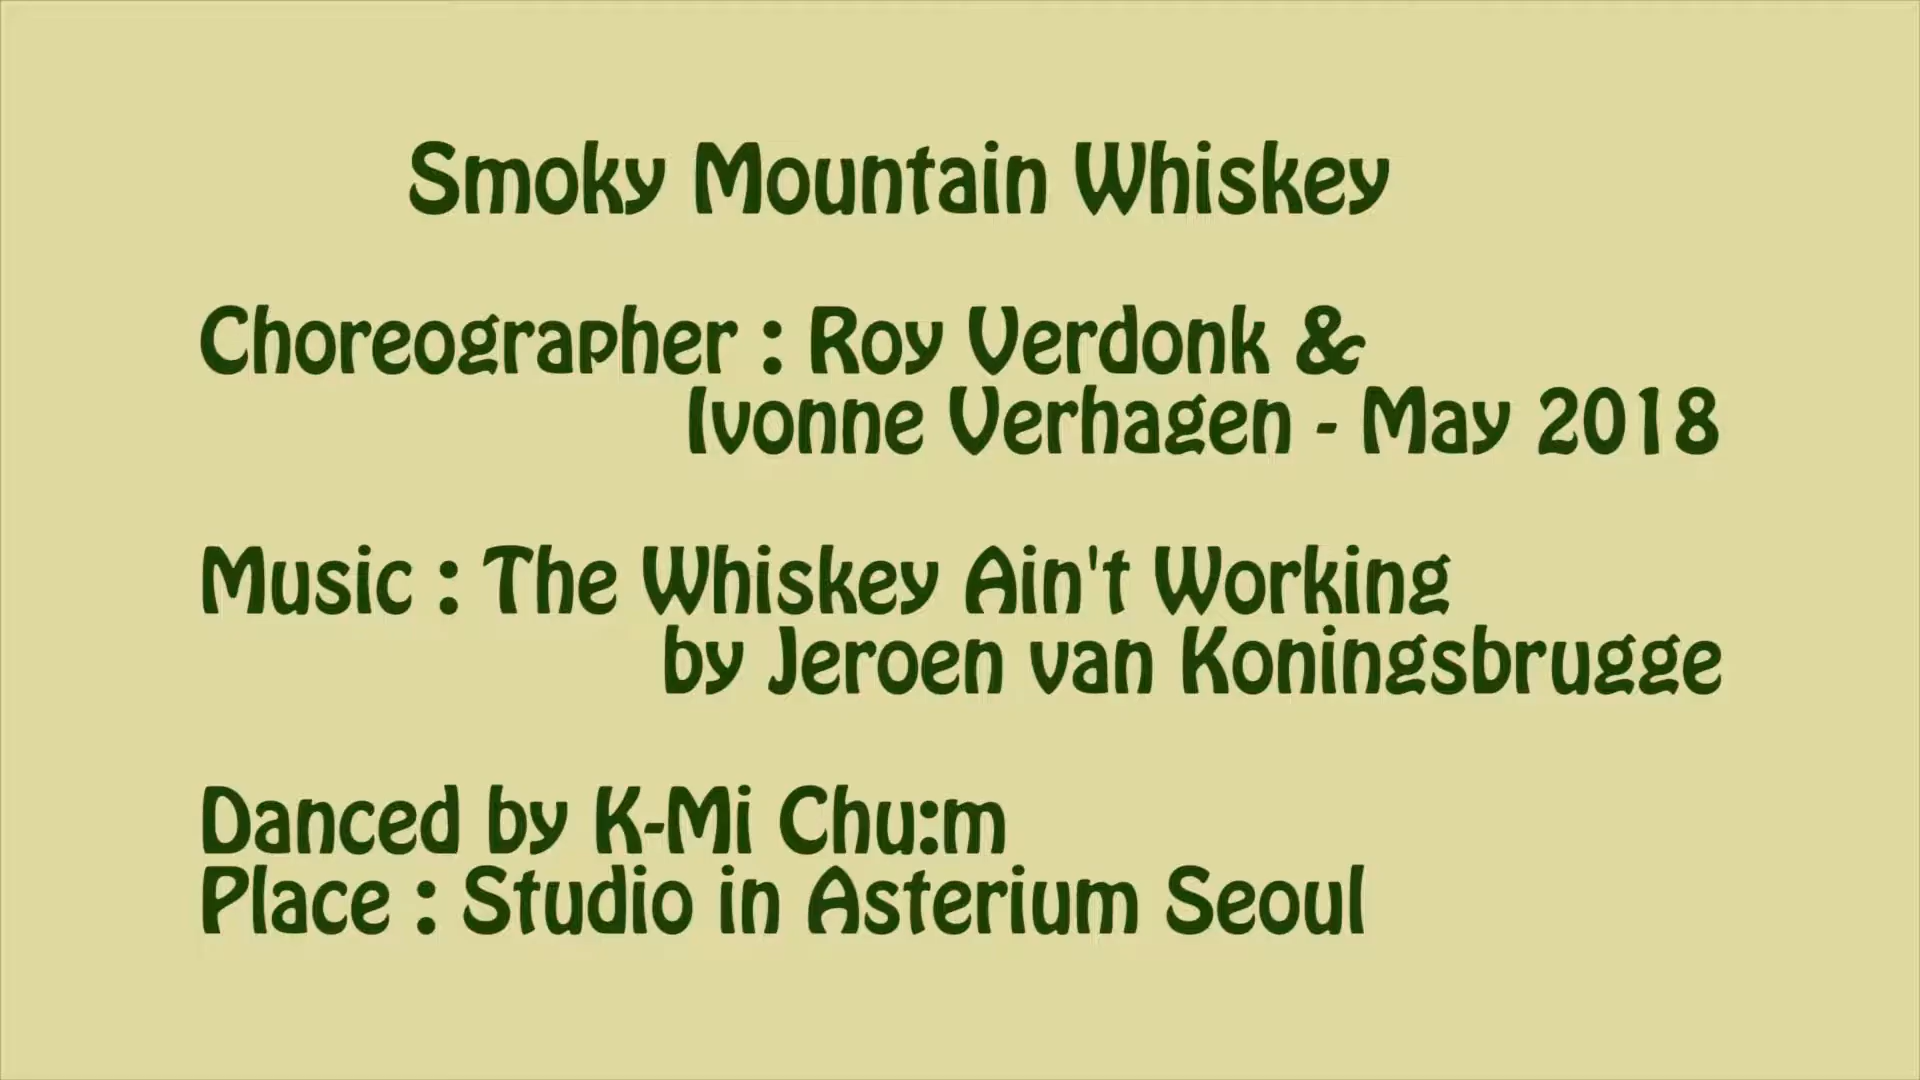 Smoky Mountain Whiskey
Choreographer : Roy Verdonk &
Ivonne Verhagen - May 2018
Music : The Whiskey Ain't Working
by Jeroen van Koningsbrugge
Danced by K-Mi Chu:m
Place : Studio in Asterium Seoul